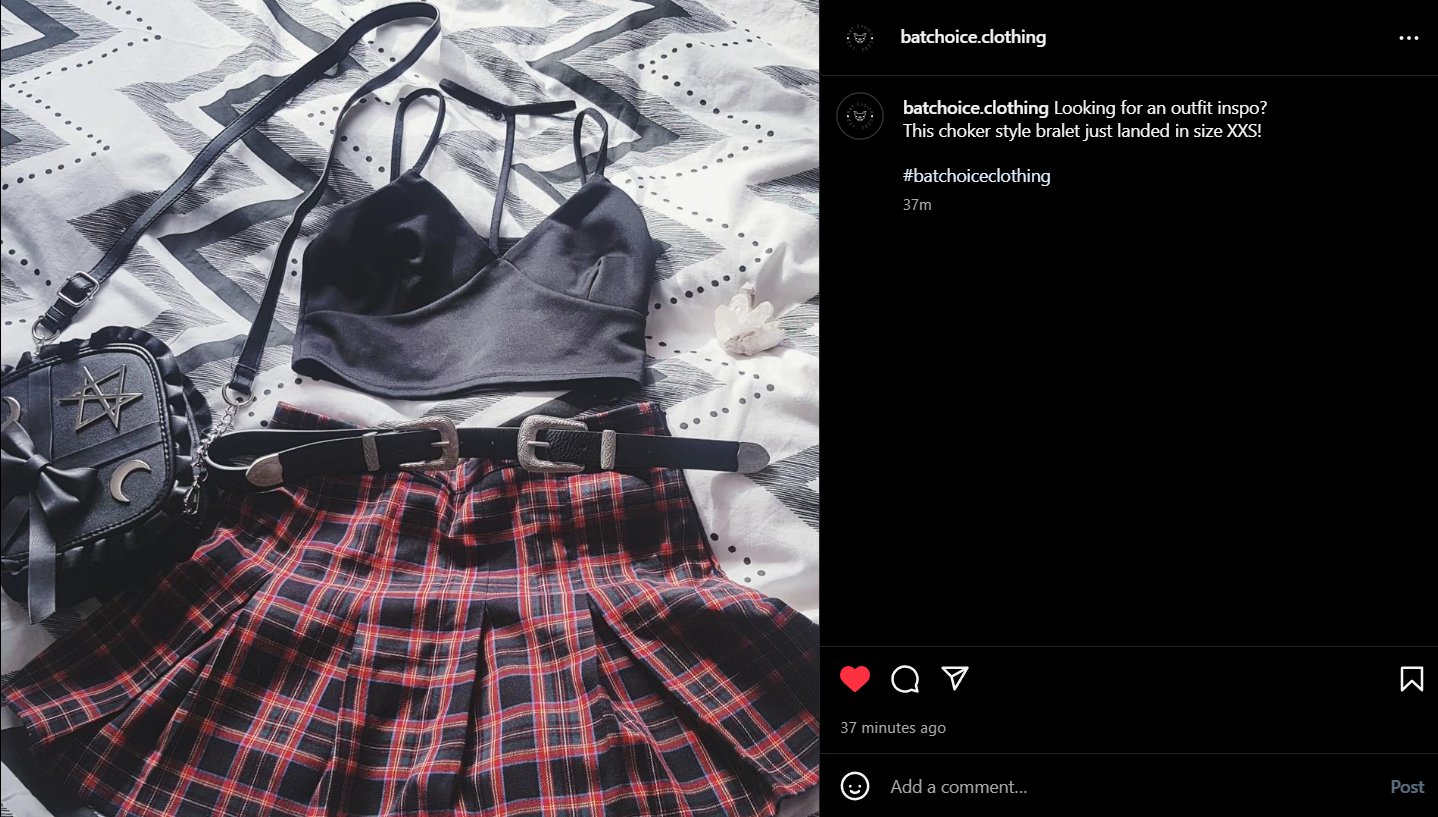 batchoice.clothing
batchoice.clothing Looking for an outfit inspo?
This choker style bralet just landed in size XXS!
#batchoiceclothing
37m
37 minutes ago
Add a comment...
Post